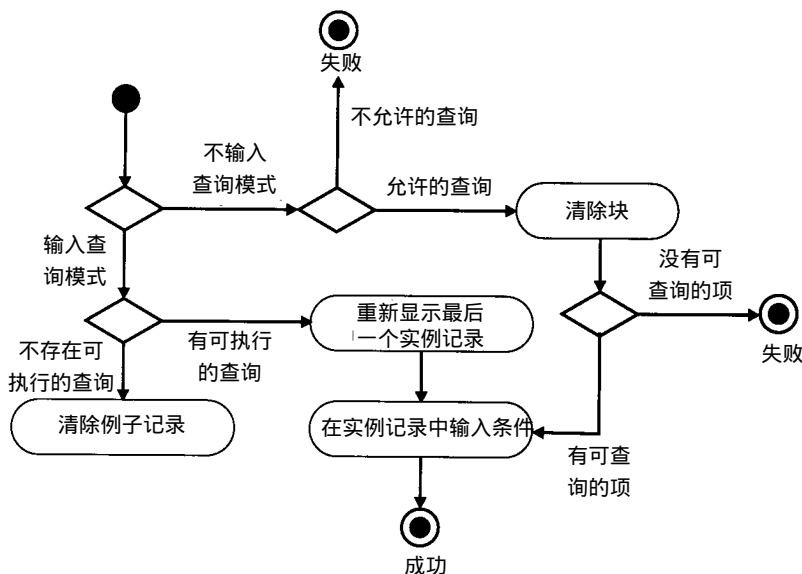 失败
不允许的查询
不输入
查询模式
允许的查询
清除块
输入查
询模式
没有可
查询的项
失败
重新显示最后
一个实例记录
不存在可
执行的查询
有可执行
的查询
清除例子记录
在实例记录中输入条件
有可查
询的项
成功